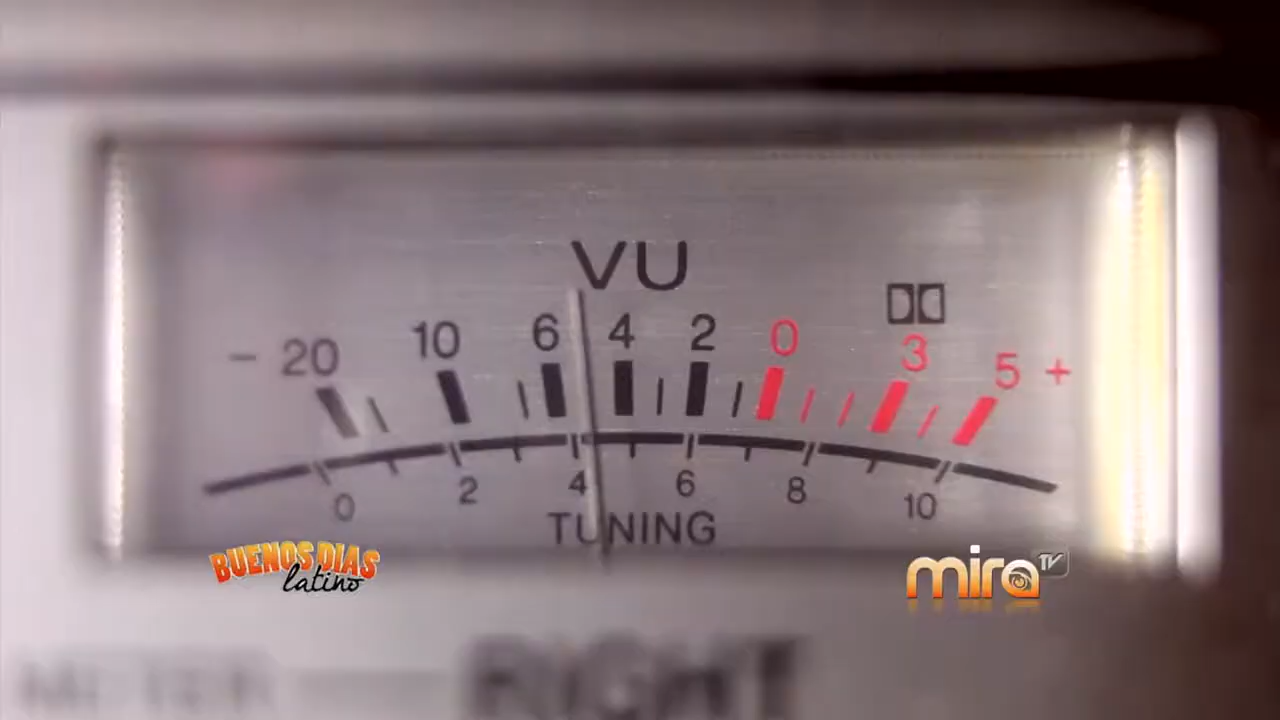 VU
- 20 10 6 4 2 0 3 5 +
0 2 4 6 8 10
TUNING
BUENOS DIAS
latino
mira TV
METER RIGHT